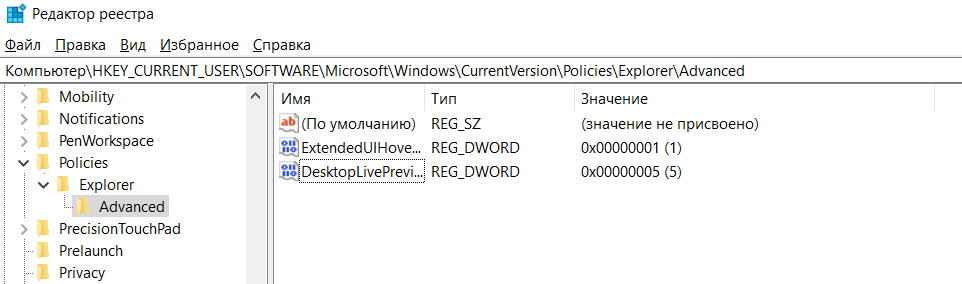 Редактор реестра
Файл Правка Вид Избранное Справка
Компьютер\HKEY_CURRENT_USER\SOFTWARE\Microsoft\Windows\CurrentVersion\Policies\Explorer\Advanced
Mobility
Notifications
PenWorkspace
Policies
Explorer
Advanced
PrecisionTouchPad
Prelaunch
Privacy
Имя Тип Значение
ab (По умолчанию) REG_SZ (значение не присвоено)
ExtendedUIHove... REG_DWORD 0x00000001 (1)
DesktopLivePrevi... REG_DWORD 0x00000005 (5)